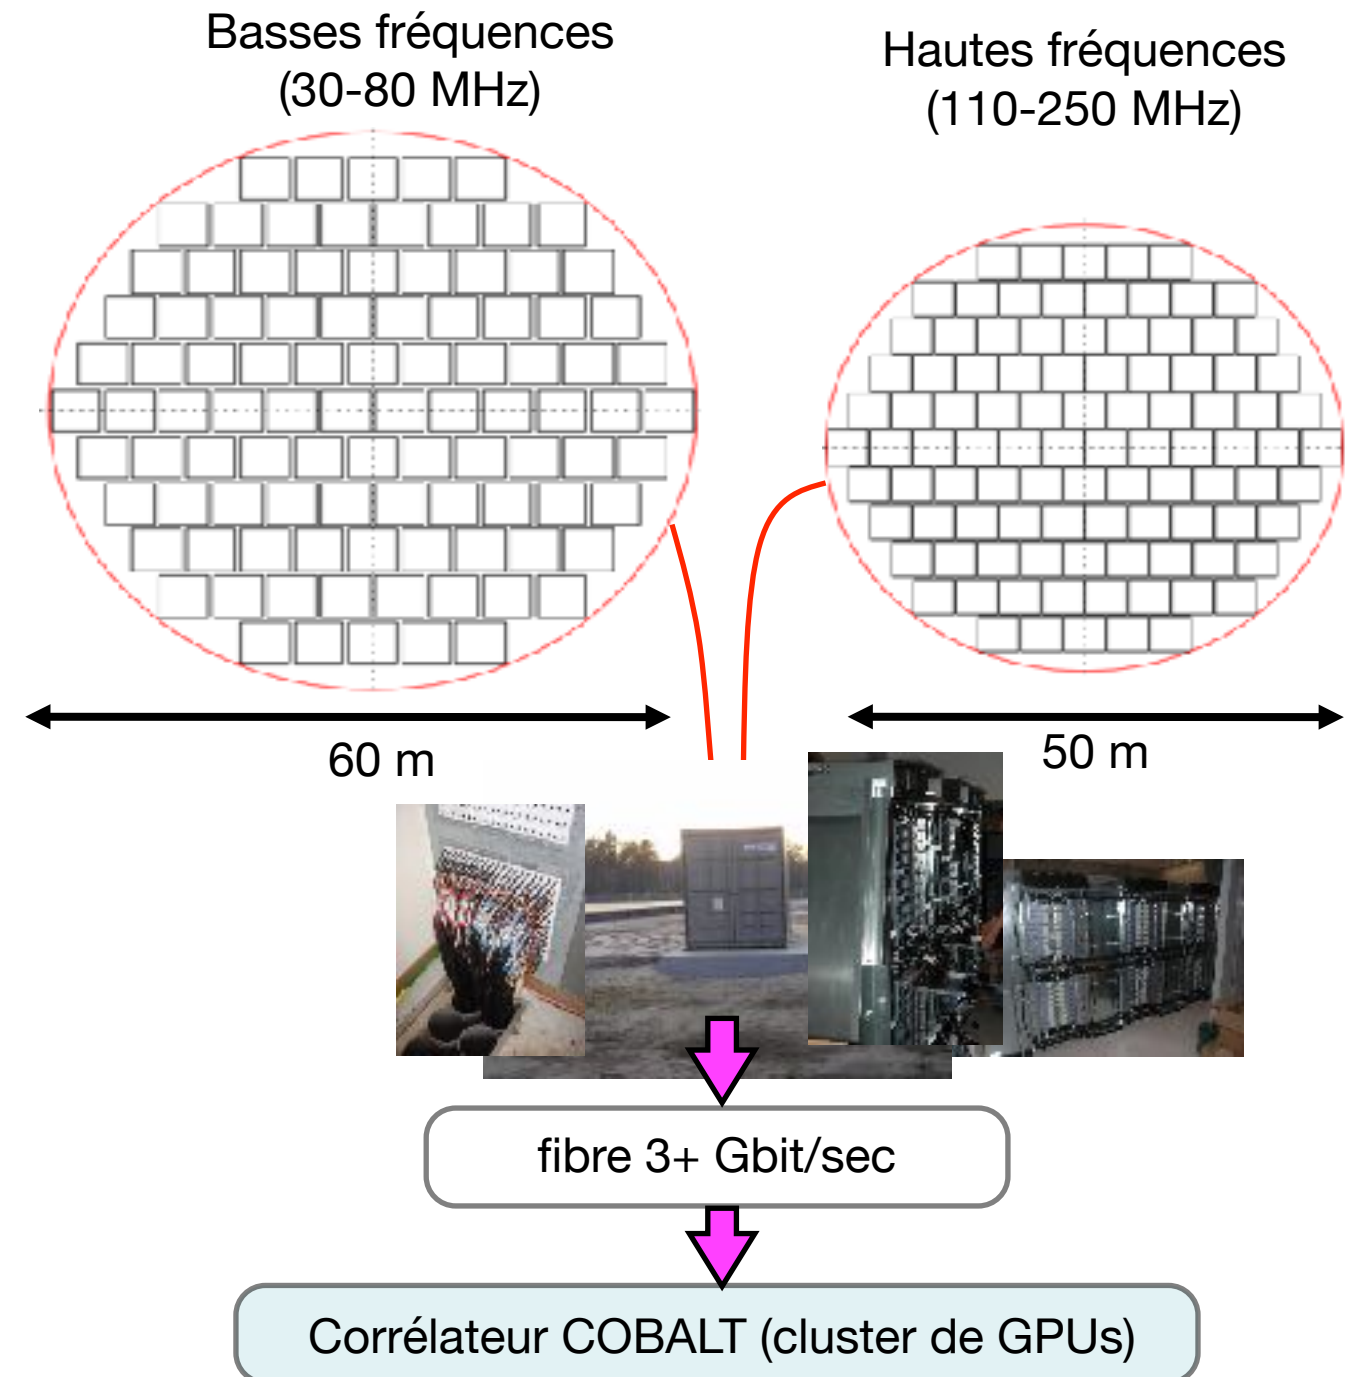 Basses fréquences
(30-80 MHz)
Hautes fréquences
(110-250 MHz)
60 m
50 m
fibre 3+ Gbit/sec
Corrélateur COBALT (cluster de GPUs)